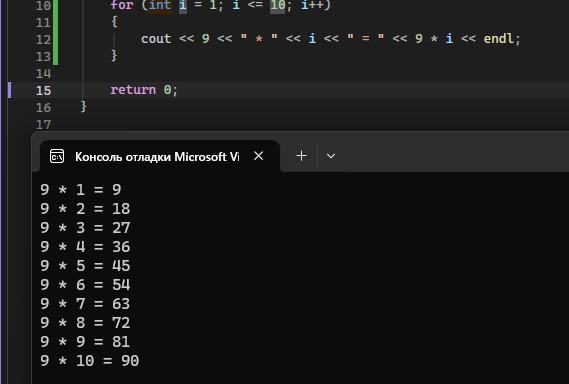 10 for (int i = 1; i <= 10; i++)
11 {
12 cout << 9 << " * " << i << " = " << 9 * i << endl;
13 }
14
15 return 0;
16 }
17
Консоль отладки Microsoft Vi
9 * 1 = 9
9 * 2 = 18
9 * 3 = 27
9 * 4 = 36
9 * 5 = 45
9 * 6 = 54
9 * 7 = 63
9 * 8 = 72
9 * 9 = 81
9 * 10 = 90